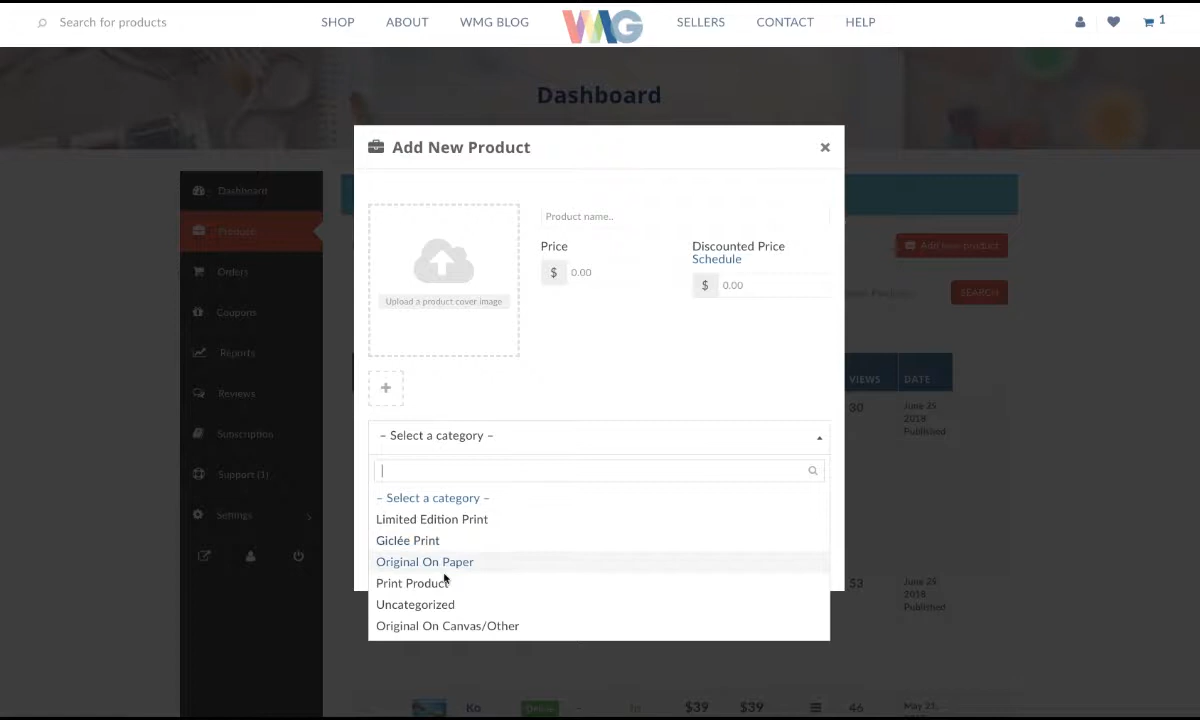 Search for products
SHOP
ABOUT
WMG BLOG
WMG
SELLERS
CONTACT
HELP
1
Dashboard
Add New Product
×
Dashboard
Product
Orders
Coupons
Reports
Reviews
Subscription
Support (1)
Settings
Upload a product cover image
Product name..
Price
$ 0.00
Discounted Price
Schedule
$ 0.00
+
– Select a category –
– Select a category –
Limited Edition Print
Giclée Print
Original On Paper
Print Product
Uncategorized
Original On Canvas/Other
Add new product
SEARCH
VIEWS
DATE
30
June 25,
2018
Published
53
June 25,
2018
Published
Ko
Online
–
$39
$39
46
May 21,